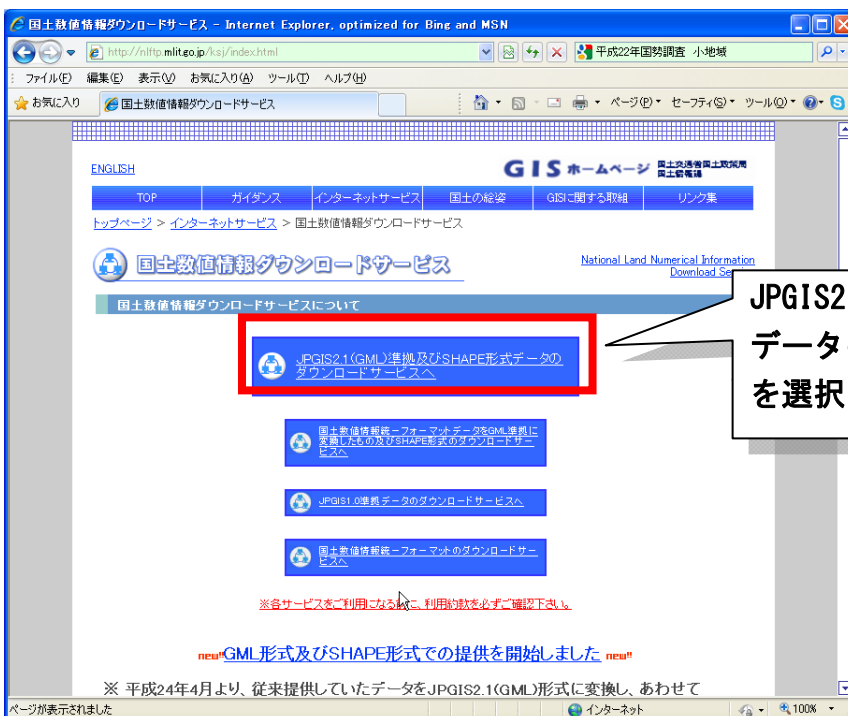 国土数値情報ダウンロードサービス - Internet Explorer, optimized for Bing and MSN
http://nlftp.mlit.go.jp/ksj/index.html
平成22年国勢調査 小地域
ファイル(F) 編集(E) 表示(V) お気に入り(A) ツール(T) ヘルプ(H)
お気に入り 国土数値情報ダウンロードサービス ページ(P) セーフティ(S) ツール(O)
ENGLISH GISホームページ 国土交通省国土政策局
国土情報課
TOP ガイダンス インターネットサービス 国土の絵姿 GISに関する取組 リンク集
トップページ > インターネットサービス > 国土数値情報ダウンロードサービス
国土数値情報ダウンロードサービス
National Land Numerical Information
Download Se
国土数値情報ダウンロードサービスについて
JPGIS2
データ
を選択
JPGIS2.1(GML)準拠及びSHAPE形式データの
ダウンロードサービスへ
国土数値情報統一フォーマットデータをGML準拠に
変換したもの及びSHAPE形式のダウンロードサー
ビスへ
JPGIS1.0準拠データのダウンロードサービスへ
国土数値情報統一フォーマットのダウンロードサー
ビスへ
※各サービスをご利用になる前に、利用約款を必ずご確認下さい。
new!!GML形式及びSHAPE形式での提供を開始しました new!!
※ 平成24年4月より、従来提供していたデータをJPGIS2.1(GML)形式に変換し、あわせて
ページが表示されました インターネット 100%